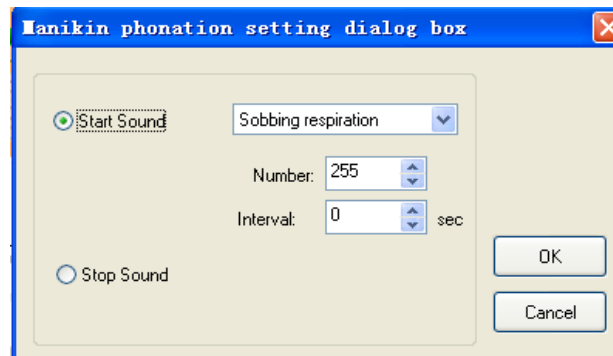 Manikin phonation setting dialog box
Start Sound
Sobbing respiration
Number: 255
Interval: 0 sec
Stop Sound
OK
Cancel